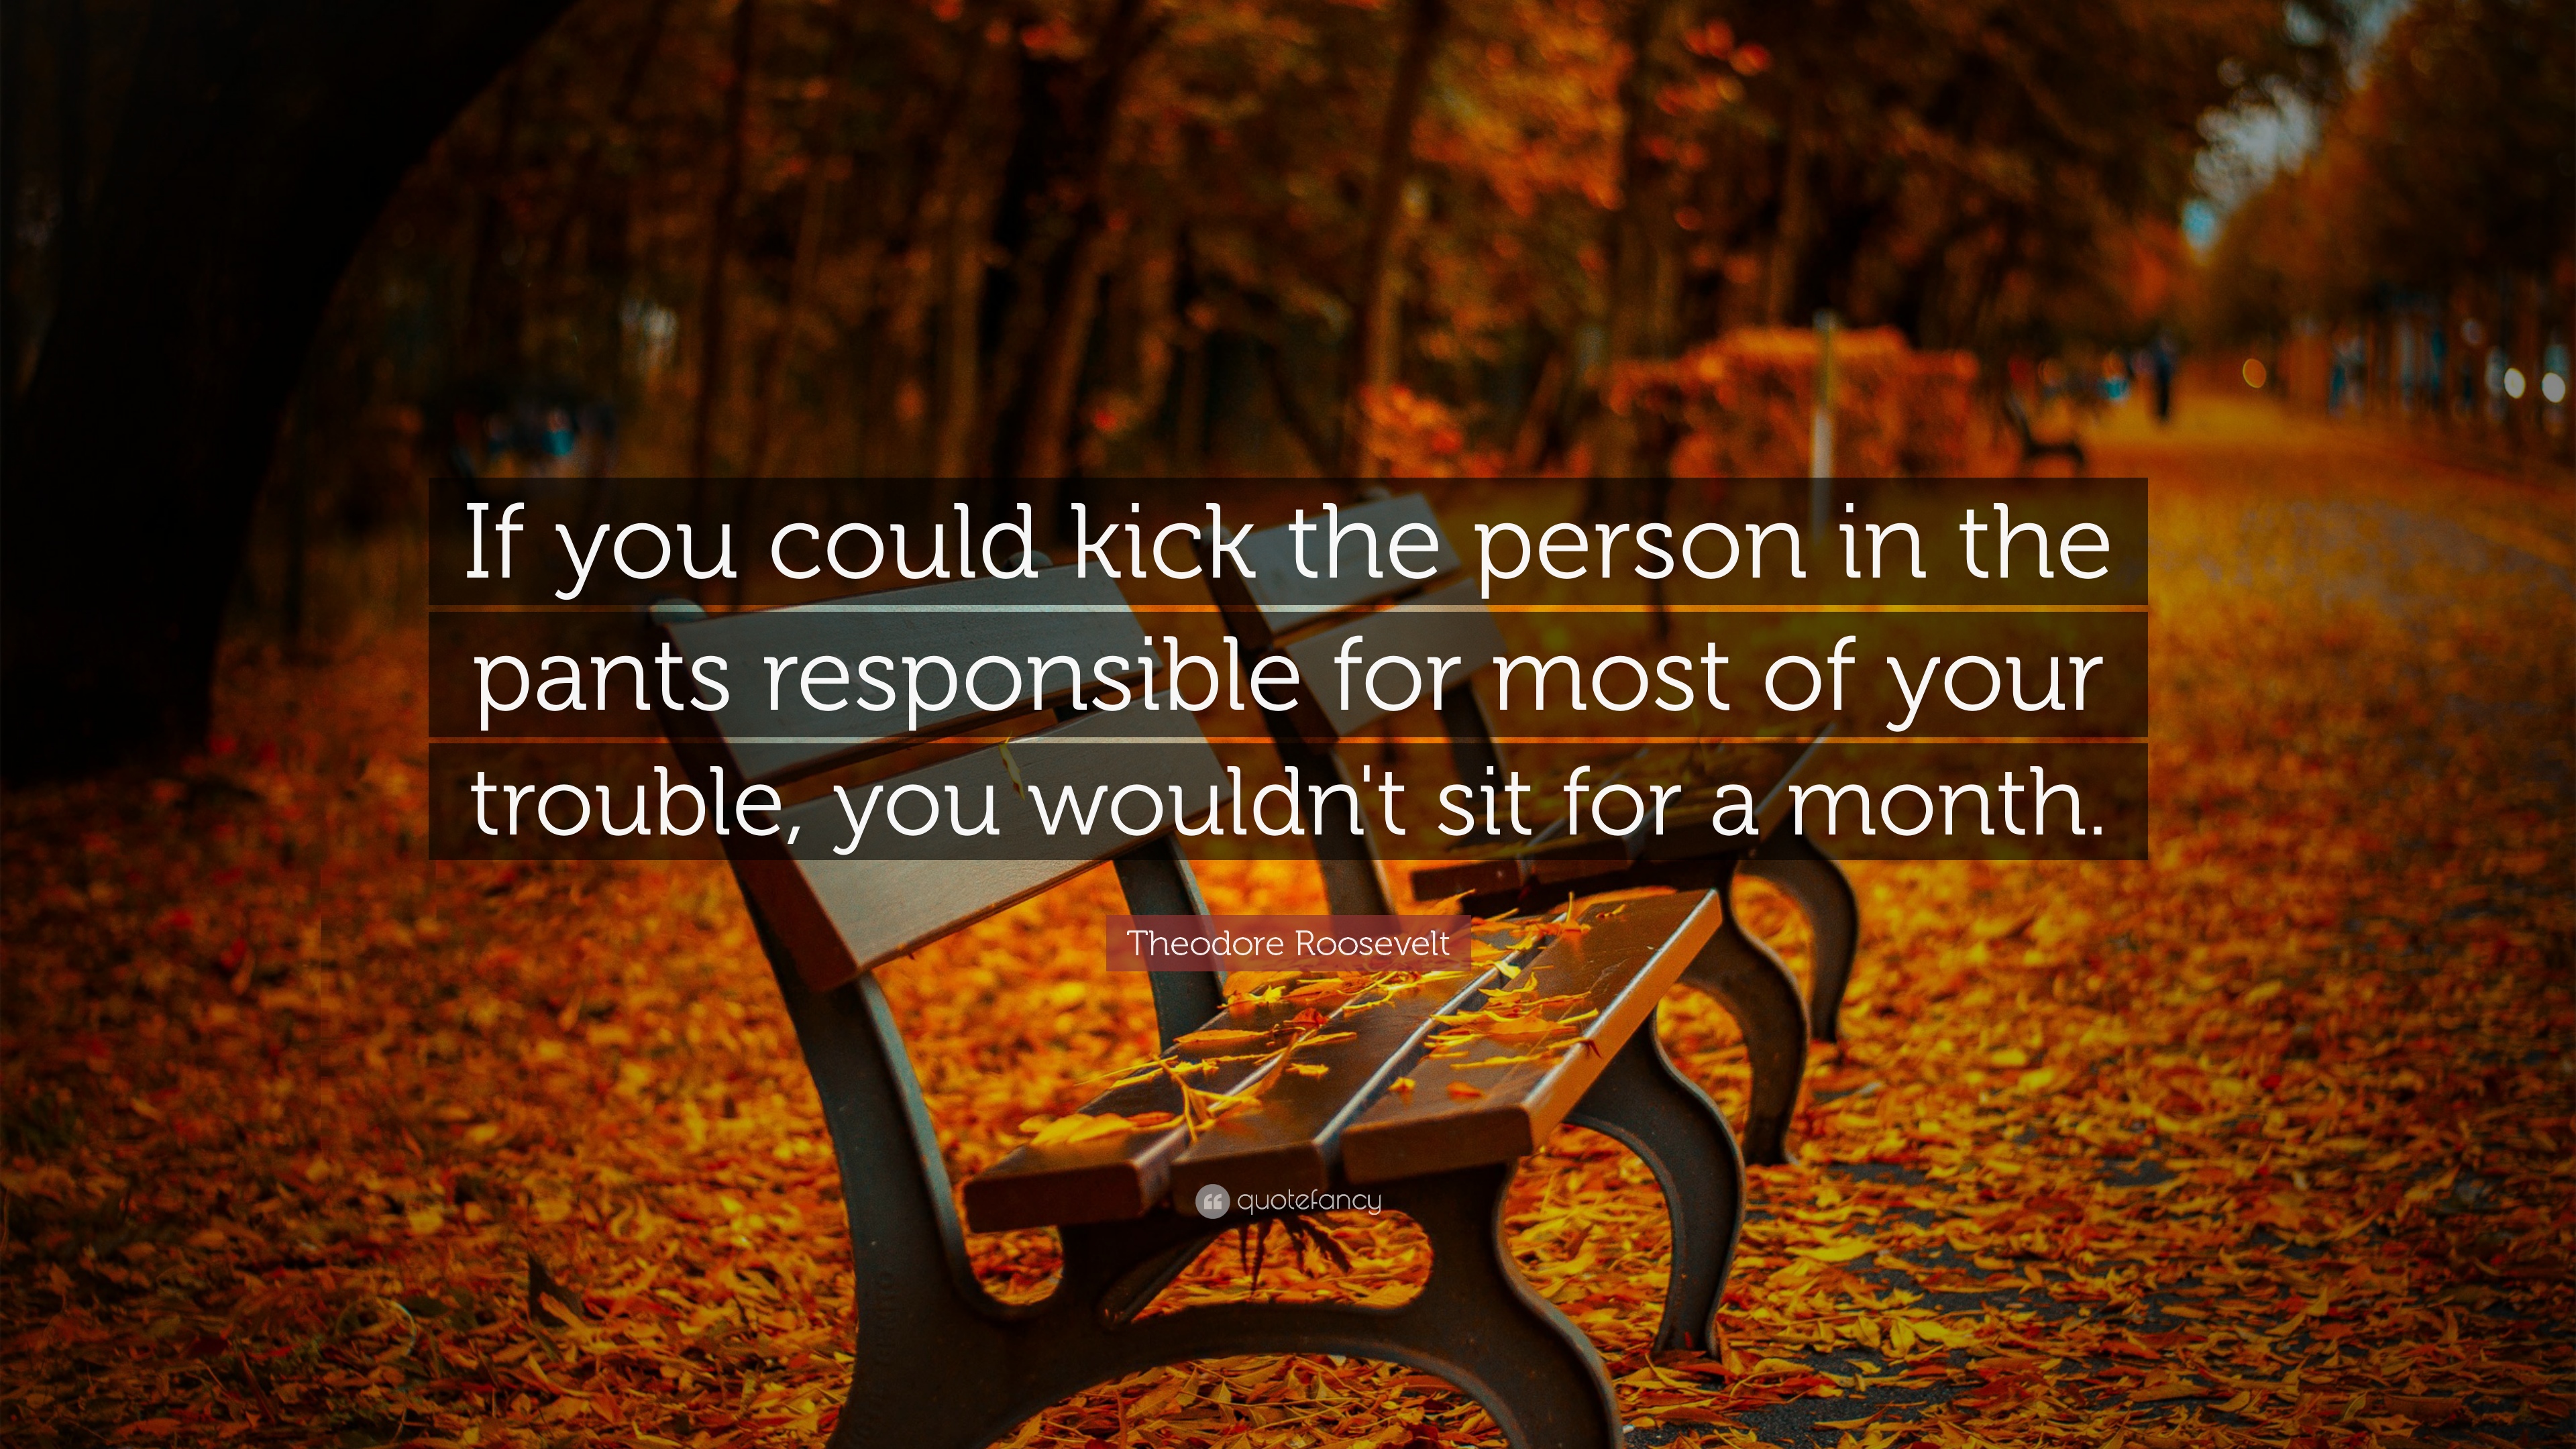 If you could kick the person in the
pants responsible for most of your
trouble, you wouldn't sit for a month.
Theodore Roosevelt
quotefancy